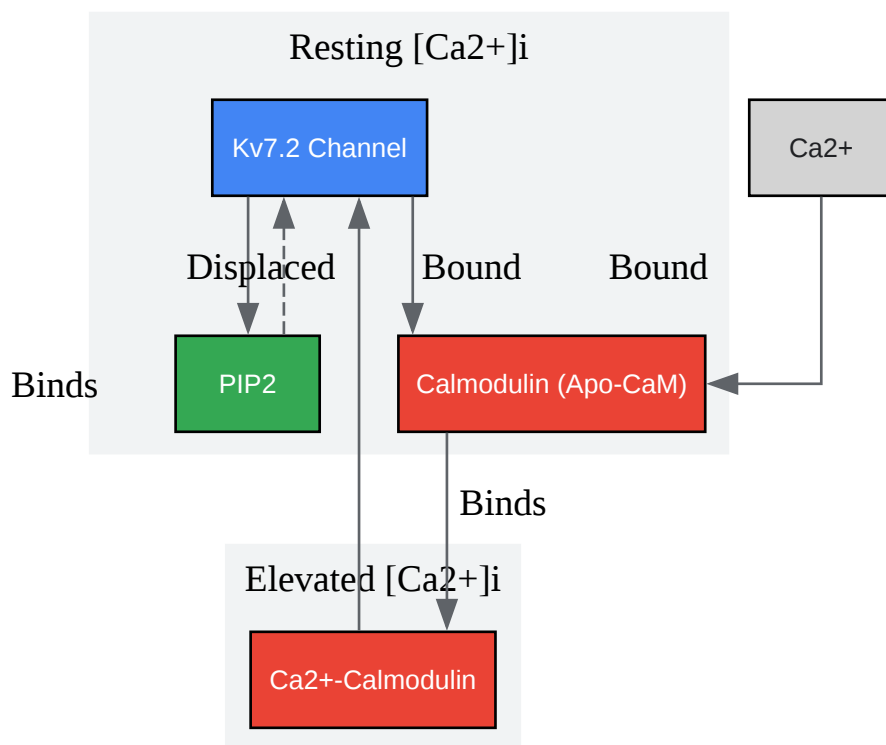 Resting [Ca2+]i
Kv7.2 Channel
Ca2+
Displaced
Bound
Bound
Binds
PIP2
Calmodulin (Apo-CaM)
Binds
Elevated [Ca2+]i
Ca2+-Calmodulin